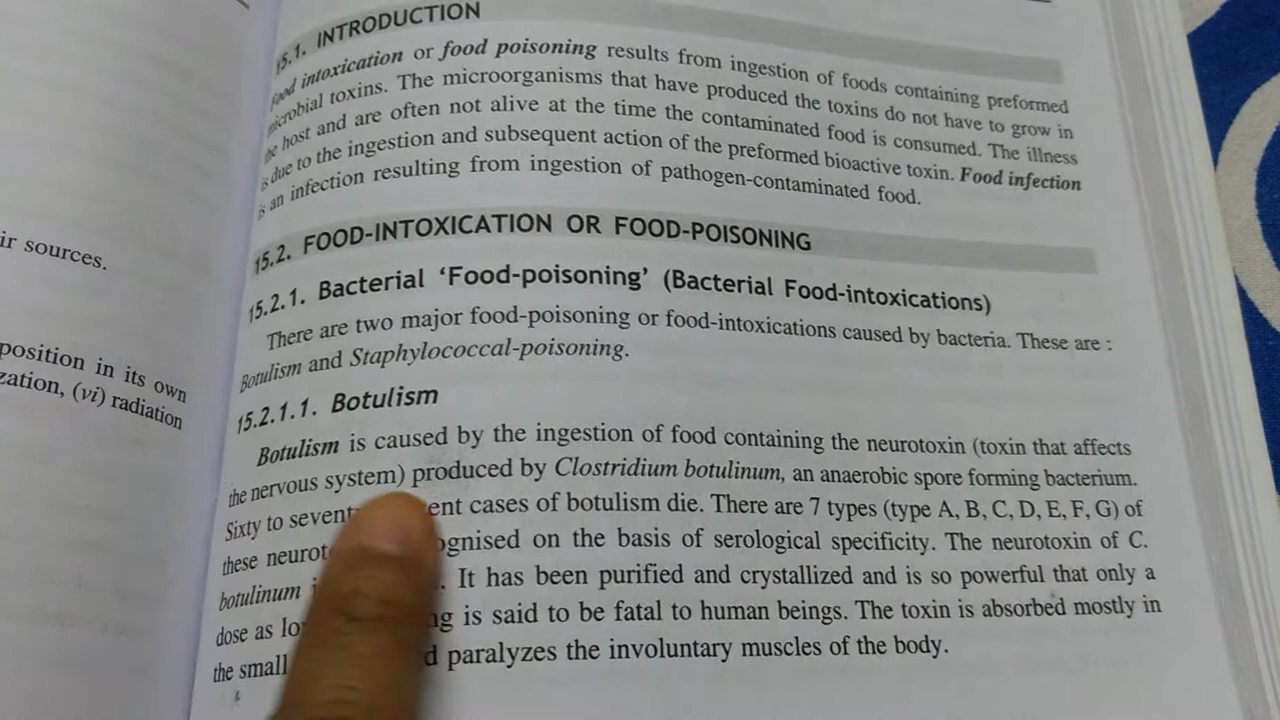 ir sources.
position in its own
zation, (vi) radiation
15.1. INTRODUCTION
Food intoxication or food poisoning results from ingestion of foods containing preformed
microbial toxins. The microorganisms that have produced the toxins do not have to grow in
the host and are often not alive at the time the contaminated food is consumed. The illness
is due to the ingestion and subsequent action of the preformed bioactive toxin. Food infection
is an infection resulting from ingestion of pathogen-contaminated food.
15.2. FOOD-INTOXICATION OR FOOD-POISONING
15.2.1. Bacterial ‘Food-poisoning’ (Bacterial Food-intoxications)
There are two major food-poisoning or food-intoxications caused by bacteria. These are :
Botulism and Staphylococcal-poisoning.
15.2.1.1. Botulism
Botulism is caused by the ingestion of food containing the neurotoxin (toxin that affects
the nervous system) produced by Clostridium botulinum, an anaerobic spore forming bacterium.
Sixty to sevent ent cases of botulism die. There are 7 types (type A, B, C, D, E, F, G) of
these neurot ognised on the basis of serological specificity. The neurotoxin of C.
botulinum . It has been purified and crystallized and is so powerful that only a
dose as lo is said to be fatal to human beings. The toxin is absorbed mostly in
the small paralyzes the involuntary muscles of the body.